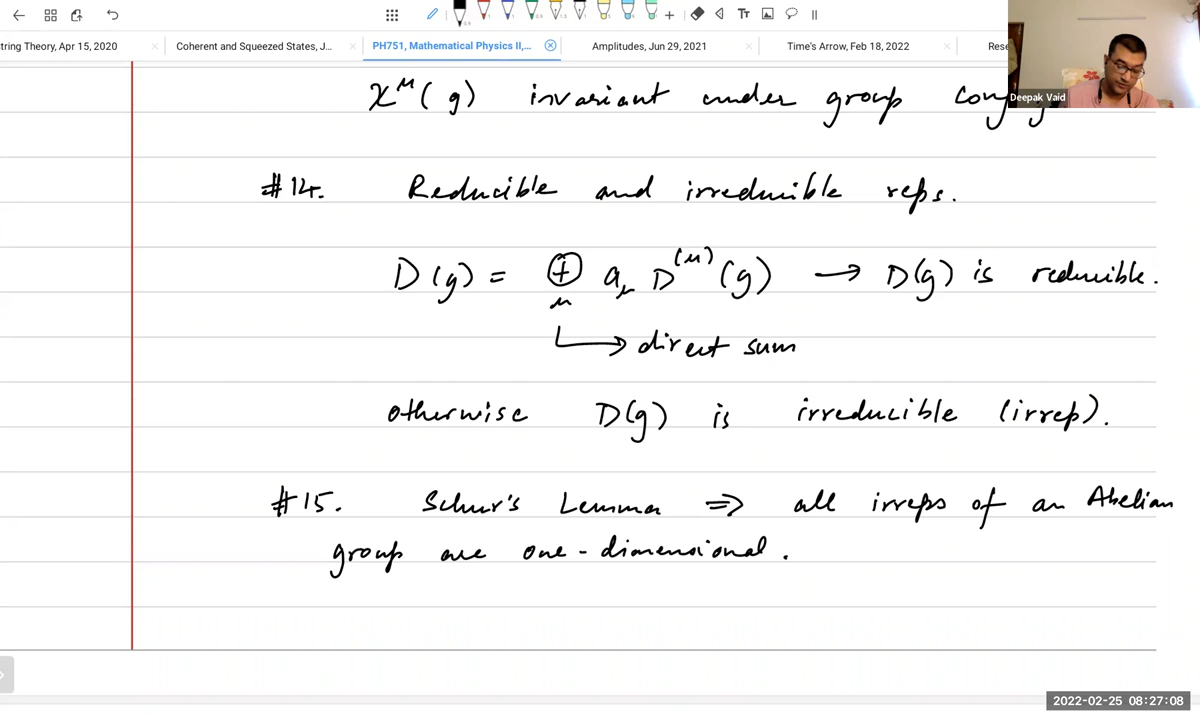 tring Theory, Apr 15, 2020
Coherent and Squeezed States, J...
PH751, Mathematical Physics II,...
Amplitudes, Jun 29, 2021
Time's Arrow, Feb 18, 2022
Rese
Deepak Vaid
χ^μ(g) invariant under group conj
#14. Reducible and irreducible reps.
D(g) = ⊕_μ a_μ D^(μ)(g) → D(g) is reducible.
↳ direct sum
otherwise D(g) is irreducible (irrep).
#15. Schur's Lemma ⇒ all irreps of an Abelian
group are one-dimensional.
2022-02-25 08:27:08